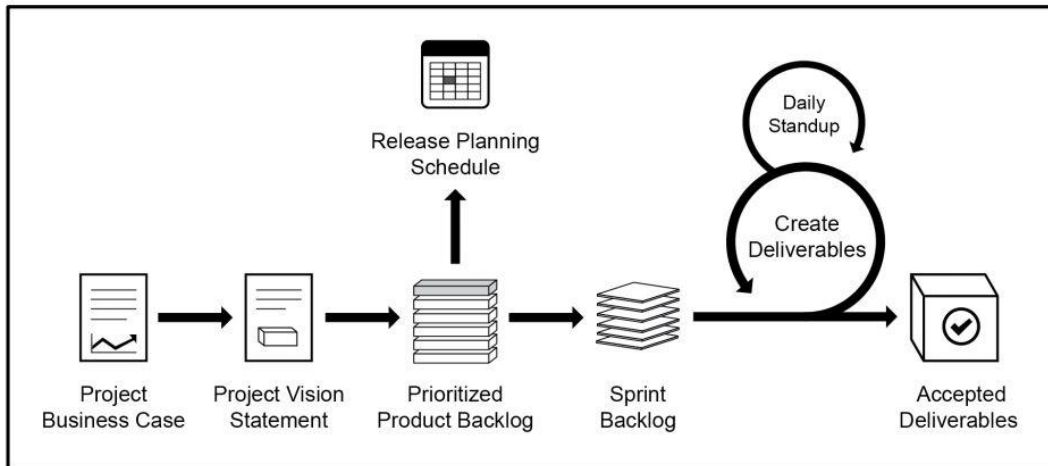 Release Planning
Schedule
Daily
Standup
Create
Deliverables
Project
Business Case
Project Vision
Statement
Prioritized
Product Backlog
Sprint
Backlog
Accepted
Deliverables